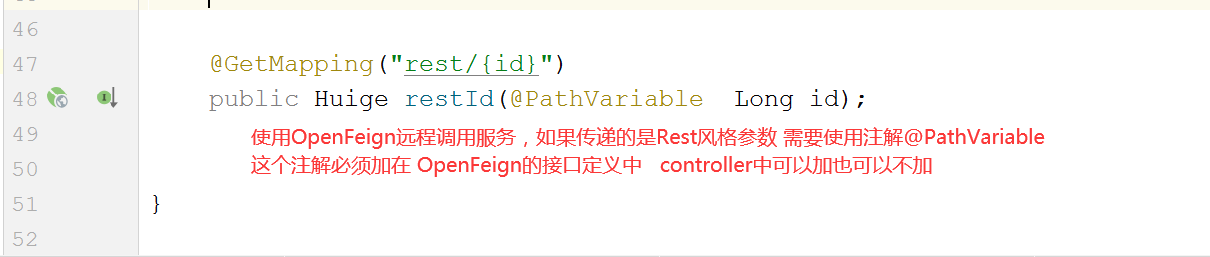 46
47 @GetMapping("rest/{id}")
48 public Huige restId(@PathVariable  Long id);
49 使用OpenFeign远程调用服务，如果传递的是Rest风格参数 需要使用注解@PathVariable
50 这个注解必须加在 OpenFeign的接口定义中   controller中可以加也可以不加
51 }
52